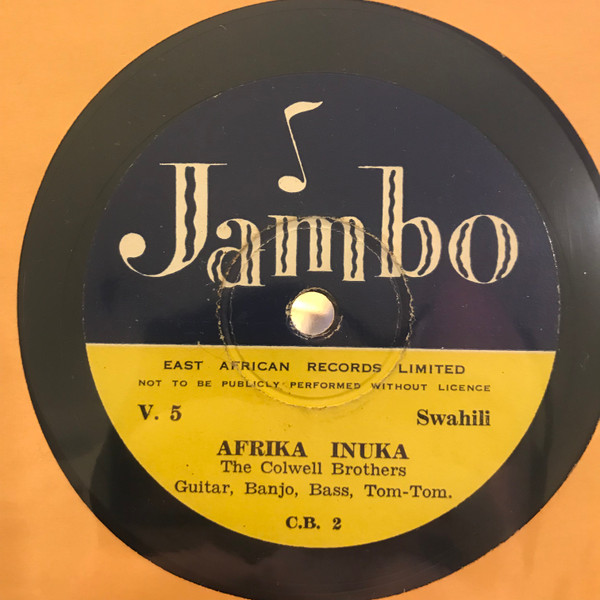 Jambo
EAST AFRICAN RECORDS LIMITED
NOT TO BE PUBLICLY PERFORMED WITHOUT LICENCE
V. 5 Swahili
AFRIKA INUKA
The Colwell Brothers
Guitar, Banjo, Bass, Tom-Tom.
C.B. 2